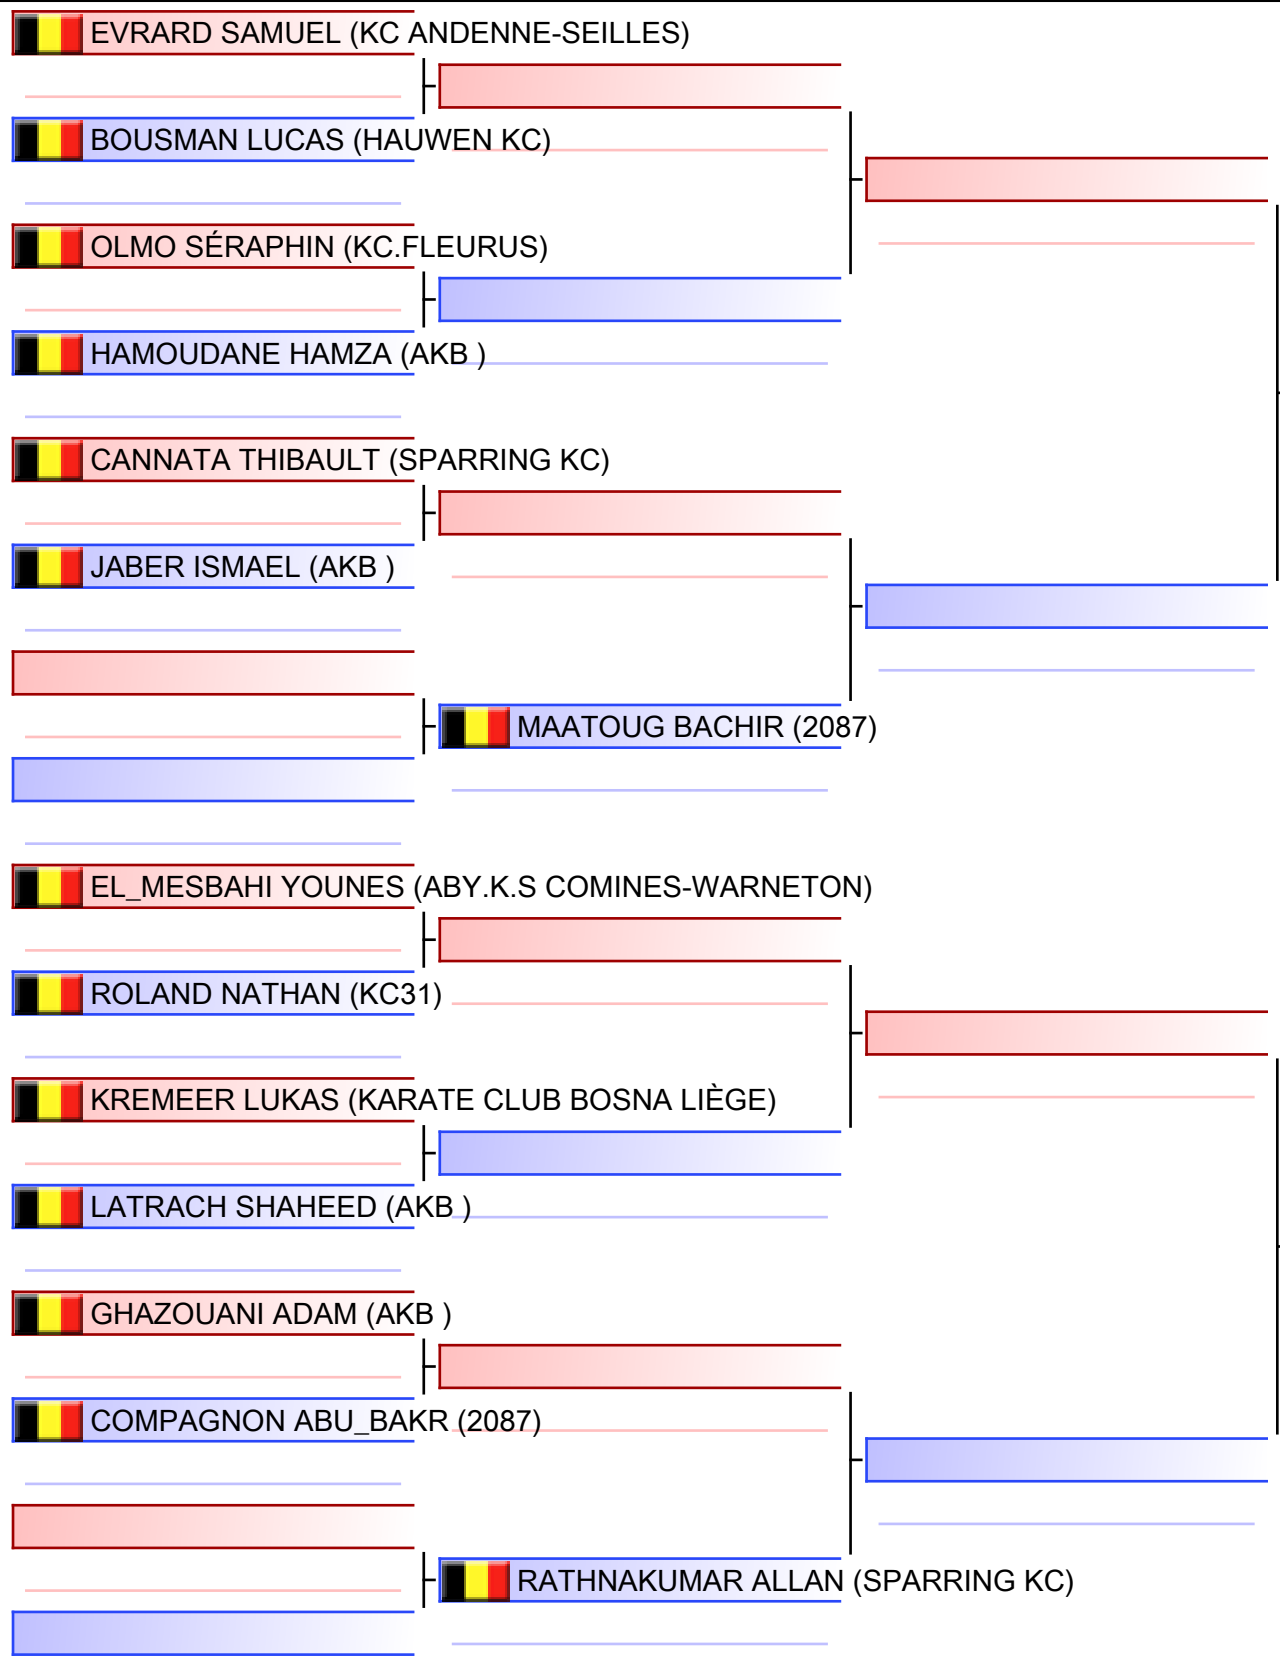 EVRARD SAMUEL (KC ANDENNE-SEILLES)
BOUSMAN LUCAS (HAUWEN KC)
OLMO SÉRAPHIN (KC.FLEURUS)
HAMOUDANE HAMZA (AKB )
CANNATA THIBAULT (SPARRING KC)
JABER ISMAEL (AKB )
MAATOUG BACHIR (2087)
EL_MESBAHI YOUNES (ABY.K.S COMINES-WARNETON)
ROLAND NATHAN (KC31)
KREMEER LUKAS (KARATE CLUB BOSNA LIÈGE)
LATRACH SHAHEED (AKB )
GHAZOUANI ADAM (AKB )
COMPAGNON ABU_BAKR (2087)
RATHNAKUMAR ALLAN (SPARRING KC)